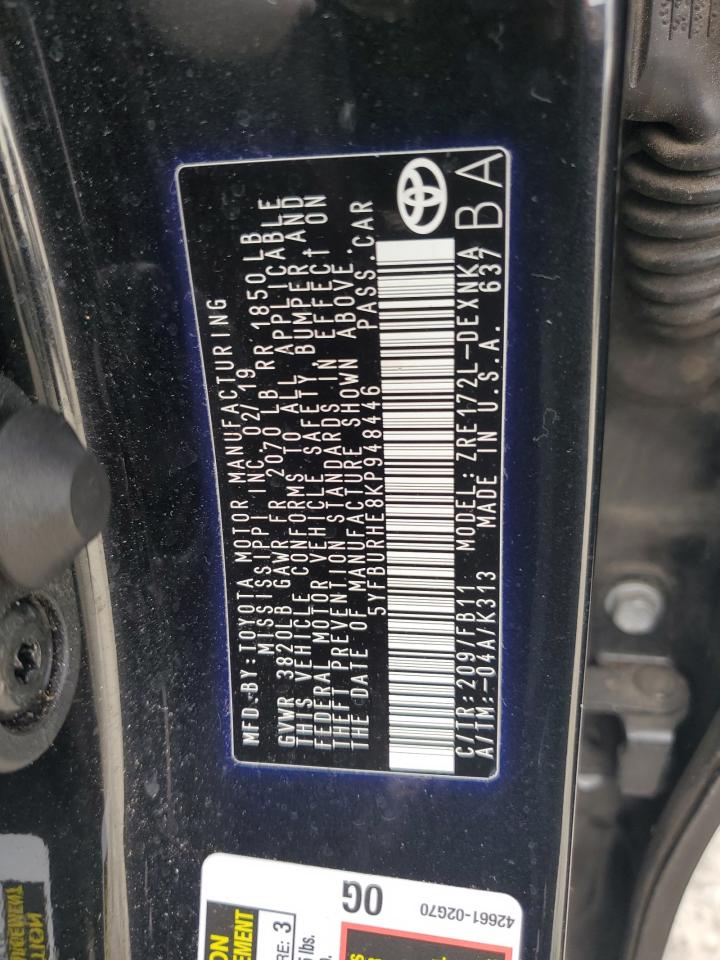 MFD.BY:TOYOTA MOTOR MANUFACTURING
MISSISSIPPI INC. 02/19
GVWR 3820LB GAWR FR 2070 LB RR 1850 LB
THIS VEHICLE CONFORMS TO ALL APPLICABLE
FEDERAL MOTOR VEHICLE SAFETY, BUMPER, AND
THEFT PREVENTION STANDARDS IN EFFECT ON
THE DATE OF MANUFACTURE SHOWN ABOVE.
5YFBURHE8KP948446 PASS.CAR
C/TR:209/FB11 MODEL:ZRE172L-DEXNKA
A/TM:-04A/K313 MADE IN U.S.A. 637
BA
0G
42661-02G70
3
lbs.